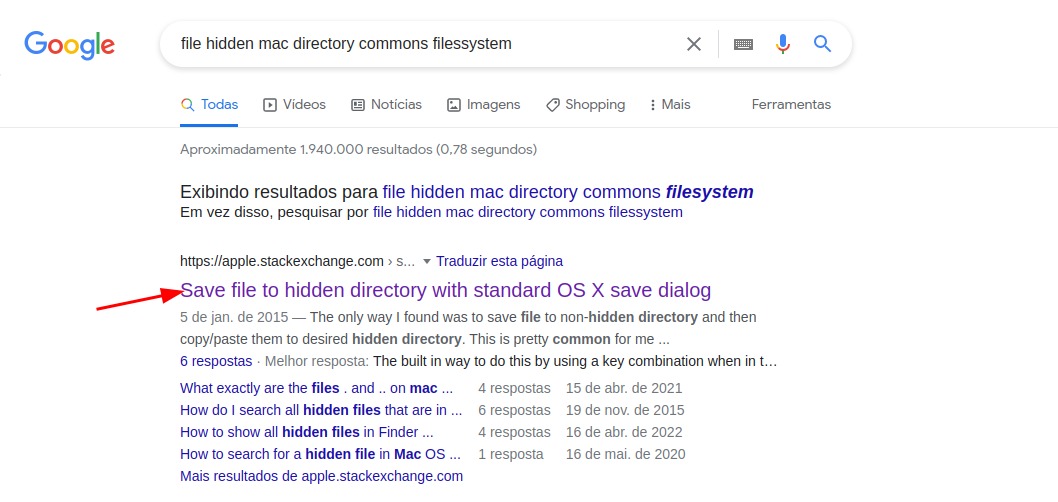 Google
file hidden mac directory commons filessystem
Todas Vídeos Notícias Imagens Shopping Mais Ferramentas
Aproximadamente 1.940.000 resultados (0,78 segundos)
Exibindo resultados para file hidden mac directory commons filesystem
Em vez disso, pesquisar por file hidden mac directory commons filessystem
https://apple.stackexchange.com › s... Traduzir esta página
Save file to hidden directory with standard OS X save dialog
5 de jan. de 2015 — The only way I found was to save file to non-hidden directory and then
copy/paste them to desired hidden directory. This is pretty common for me ...
6 respostas · Melhor resposta: The built in way to do this by using a key combination when in t…
What exactly are the files . and .. on mac ... 4 respostas 15 de abr. de 2021
How do I search all hidden files that are in ... 6 respostas 19 de nov. de 2015
How to show all hidden files in Finder ... 4 respostas 16 de abr. de 2022
How to search for a hidden file in Mac OS ... 1 resposta 16 de mai. de 2020
Mais resultados de apple.stackexchange.com